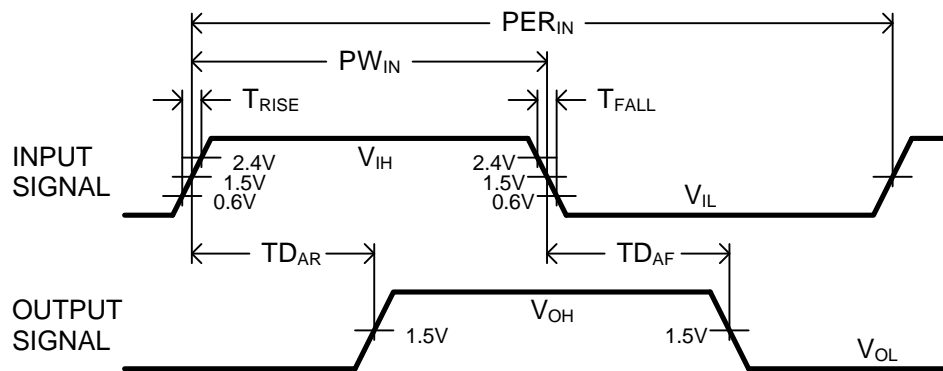 PER_IN
PW_IN
T_RISE
T_FALL
INPUT
SIGNAL
2.4V
1.5V
0.6V
V_IH
2.4V
1.5V
0.6V
V_IL
TD_AR
TD_AF
OUTPUT
SIGNAL
1.5V
V_OH
1.5V
V_OL